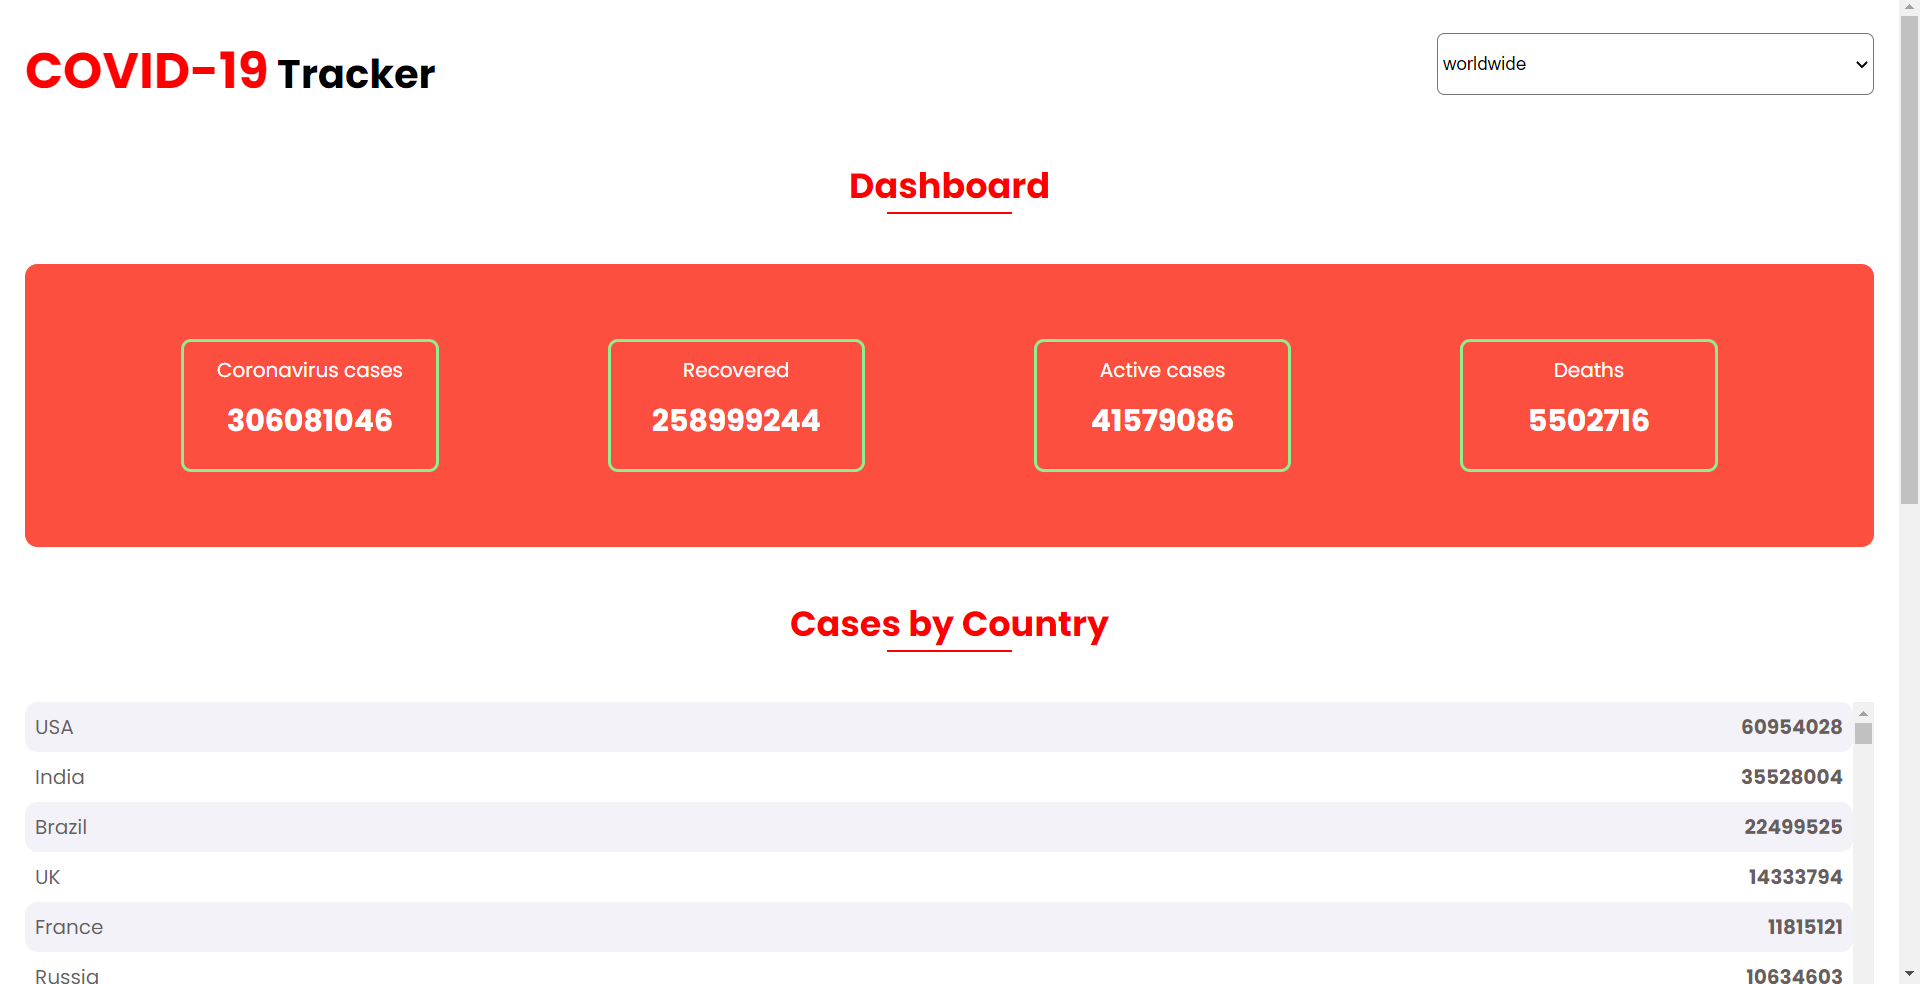 COVID-19 Tracker
worldwide
Dashboard
Coronavirus cases
306081046
Recovered
258999244
Active cases
41579086
Deaths
5502716
Cases by Country
USA 60954028
India 35528004
Brazil 22499525
UK 14333794
France 11815121
Russia 10634603